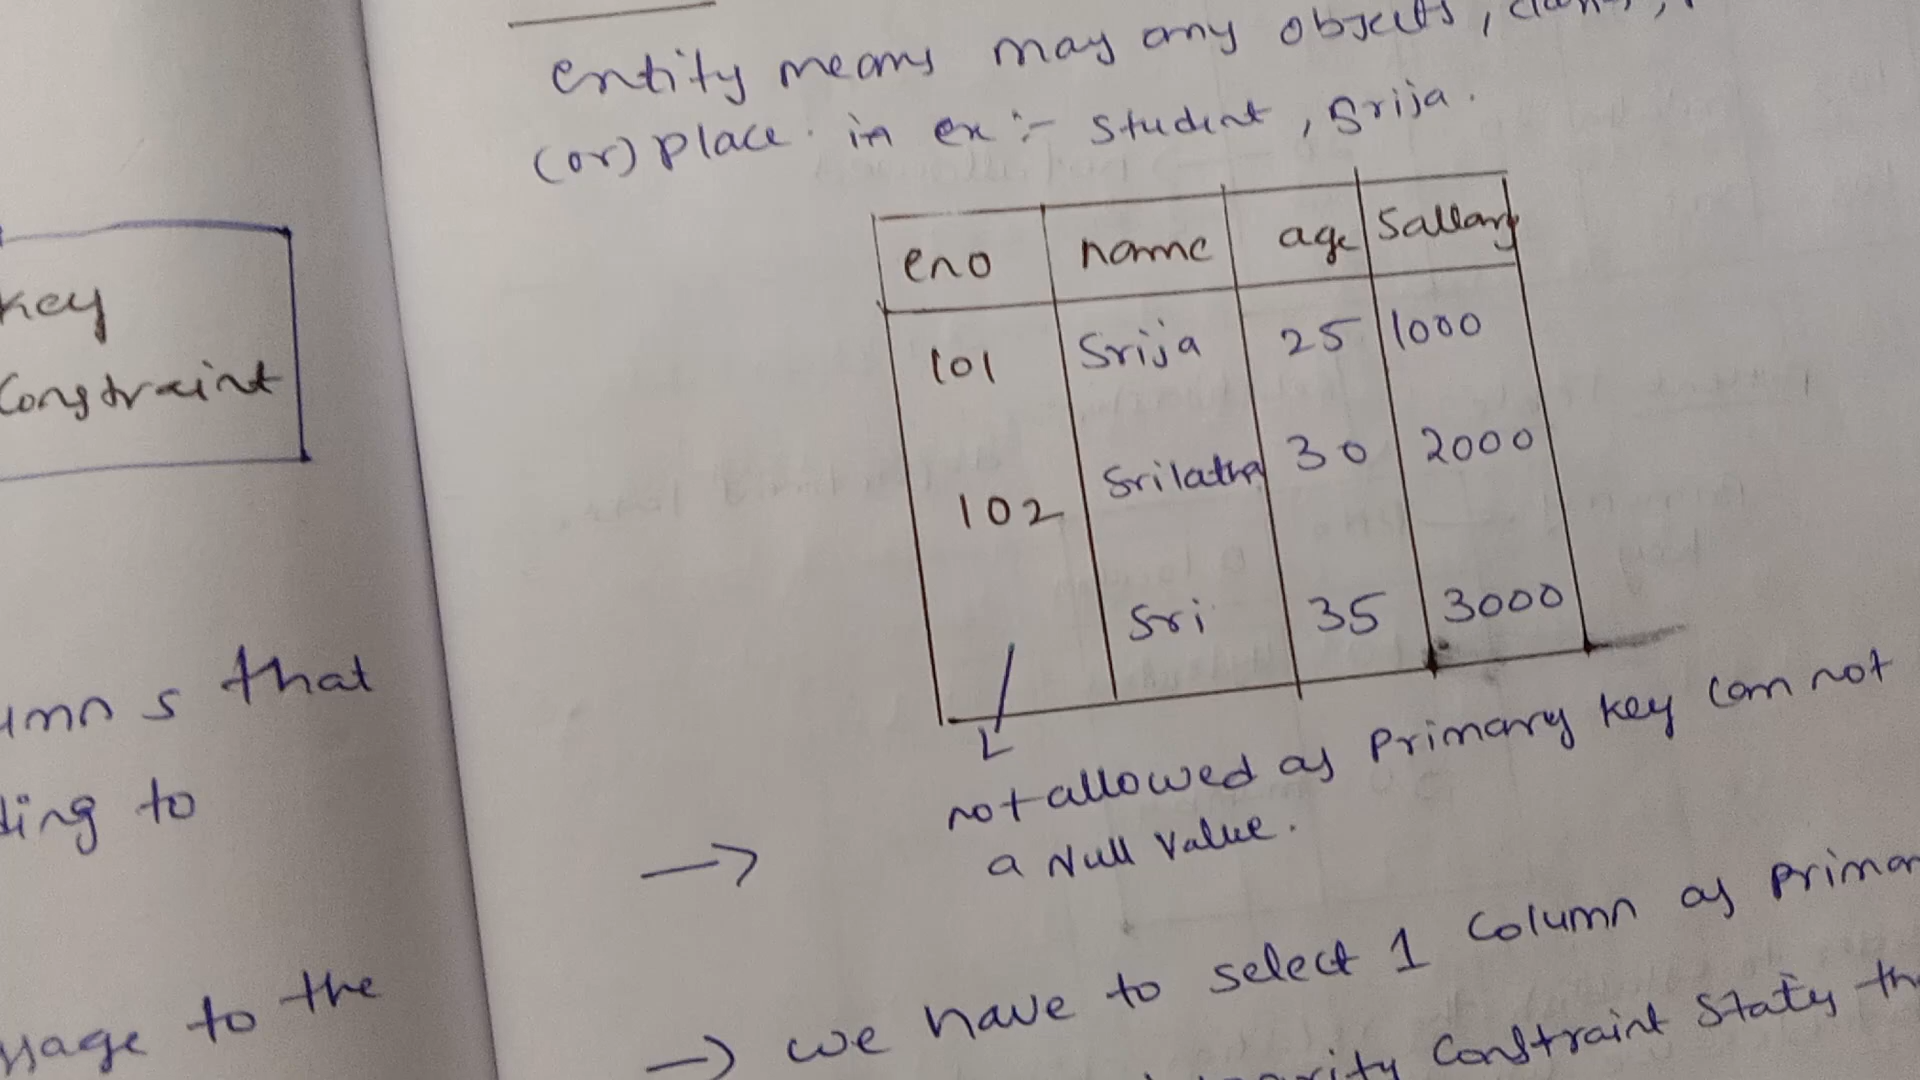 key
Constraint
s that
ding to
to the
entity means may any objects,
(or) place. in ex :- student, Srija.
eno name age Sallary
101 Srija 25 1000
102 Srilatha 30 2000
Sri 35 3000
not allowed as primary key can not
→ a Null value.
→ we have to select 1 column as
Constraint States